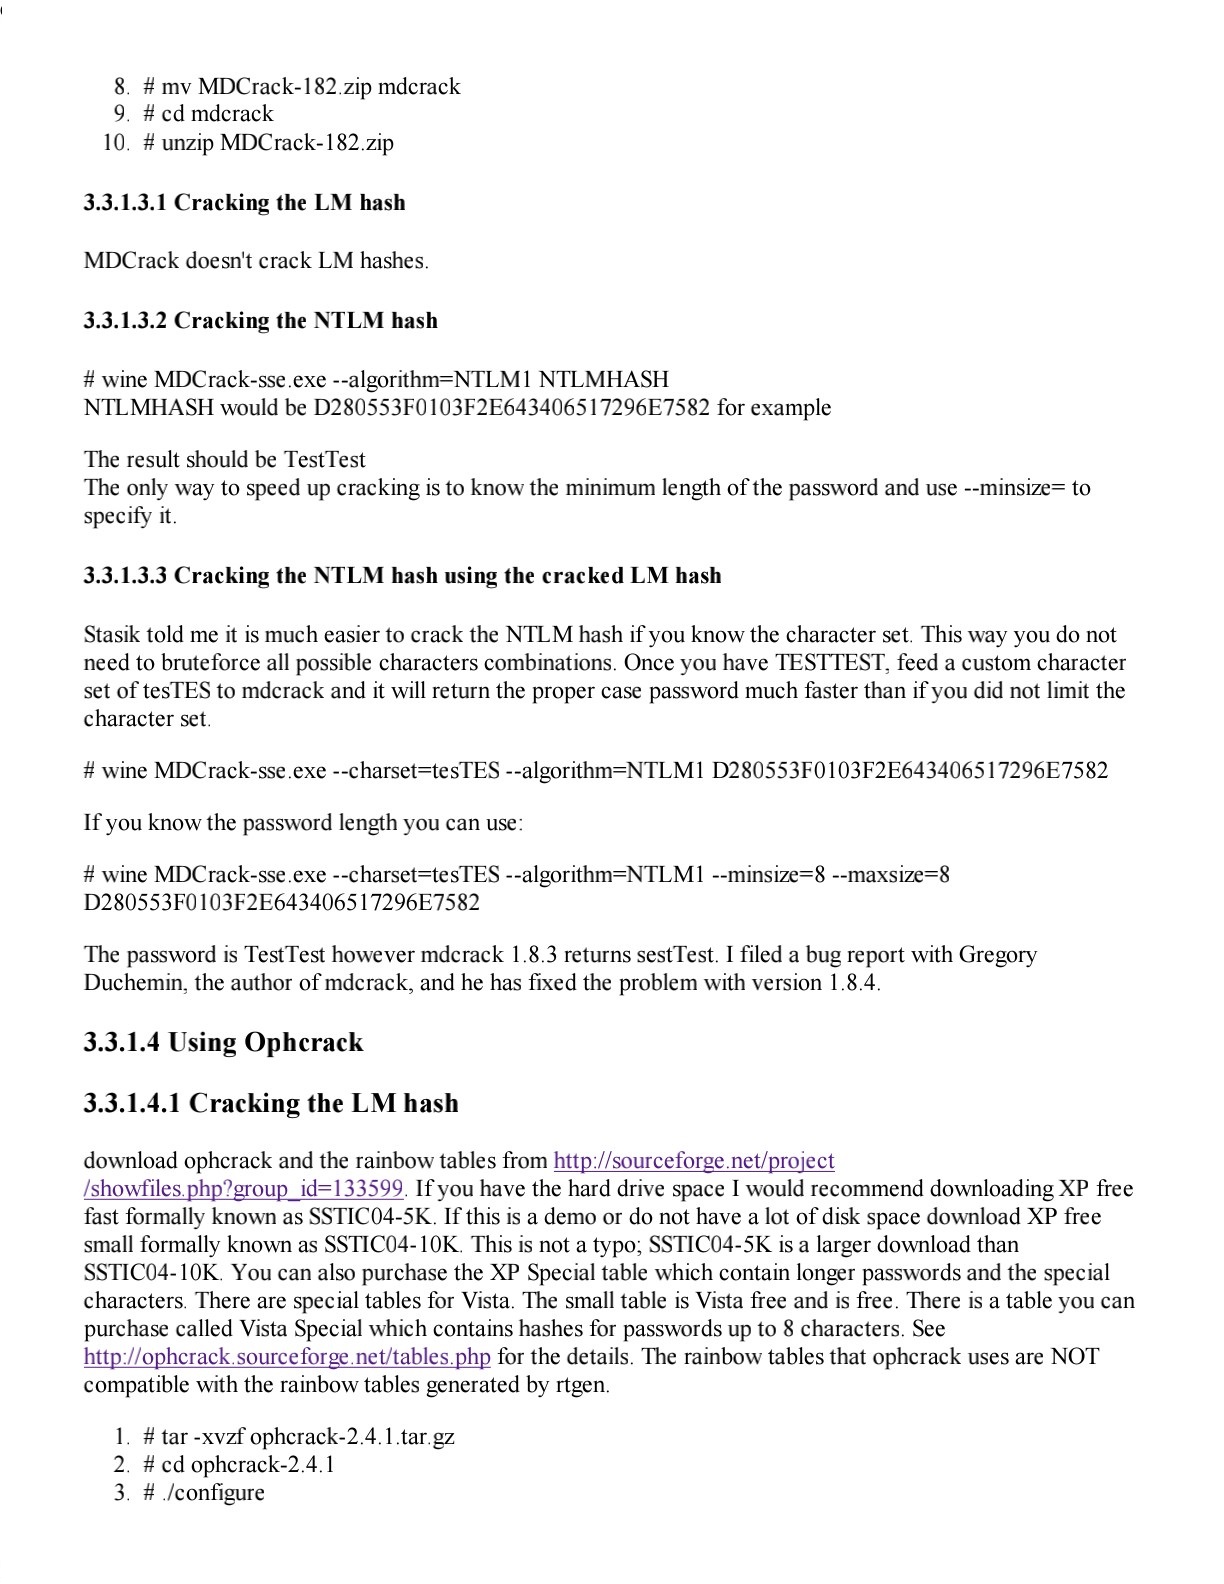 8. # mv MDCrack-182.zip mdcrack
9. # cd mdcrack
10. # unzip MDCrack-182.zip
3.3.1.3.1 Cracking the LM hash
MDCrack doesn't crack LM hashes.
3.3.1.3.2 Cracking the NTLM hash
# wine MDCrack-sse.exe --algorithm=NTLM1 NTLMHASH
NTLMHASH would be D280553F0103F2E643406517296E7582 for example
The result should be TestTest
The only way to speed up cracking is to know the minimum length of the password and use --minsize= to
specify it.
3.3.1.3.3 Cracking the NTLM hash using the cracked LM hash
Stasik told me it is much easier to crack the NTLM hash if you know the character set. This way you do not
need to bruteforce all possible characters combinations. Once you have TESTTEST, feed a custom character
set of tesTES to mdcrack and it will return the proper case password much faster than if you did not limit the
character set.
# wine MDCrack-sse.exe --charset=tesTES --algorithm=NTLM1 D280553F0103F2E643406517296E7582
If you know the password length you can use:
# wine MDCrack-sse.exe --charset=tesTES --algorithm=NTLM1 --minsize=8 --maxsize=8
D280553F0103F2E643406517296E7582
The password is TestTest however mdcrack 1.8.3 returns sestTest. I filed a bug report with Gregory
Duchemin, the author of mdcrack, and he has fixed the problem with version 1.8.4.
3.3.1.4 Using Ophcrack
3.3.1.4.1 Cracking the LM hash
download ophcrack and the rainbow tables from http://sourceforge.net/project
/showfiles.php?group_id=133599. If you have the hard drive space I would recommend downloading XP free
fast formally known as SSTIC04-5K. If this is a demo or do not have a lot of disk space download XP free
small formally known as SSTIC04-10K. This is not a typo; SSTIC04-5K is a larger download than
SSTIC04-10K. You can also purchase the XP Special table which contain longer passwords and the special
characters. There are special tables for Vista. The small table is Vista free and is free. There is a table you can
purchase called Vista Special which contains hashes for passwords up to 8 characters. See
http://ophcrack.sourceforge.net/tables.php for the details. The rainbow tables that ophcrack uses are NOT
compatible with the rainbow tables generated by rtgen.
1. # tar -xvzf ophcrack-2.4.1.tar.gz
2. # cd ophcrack-2.4.1
3. # ./configure